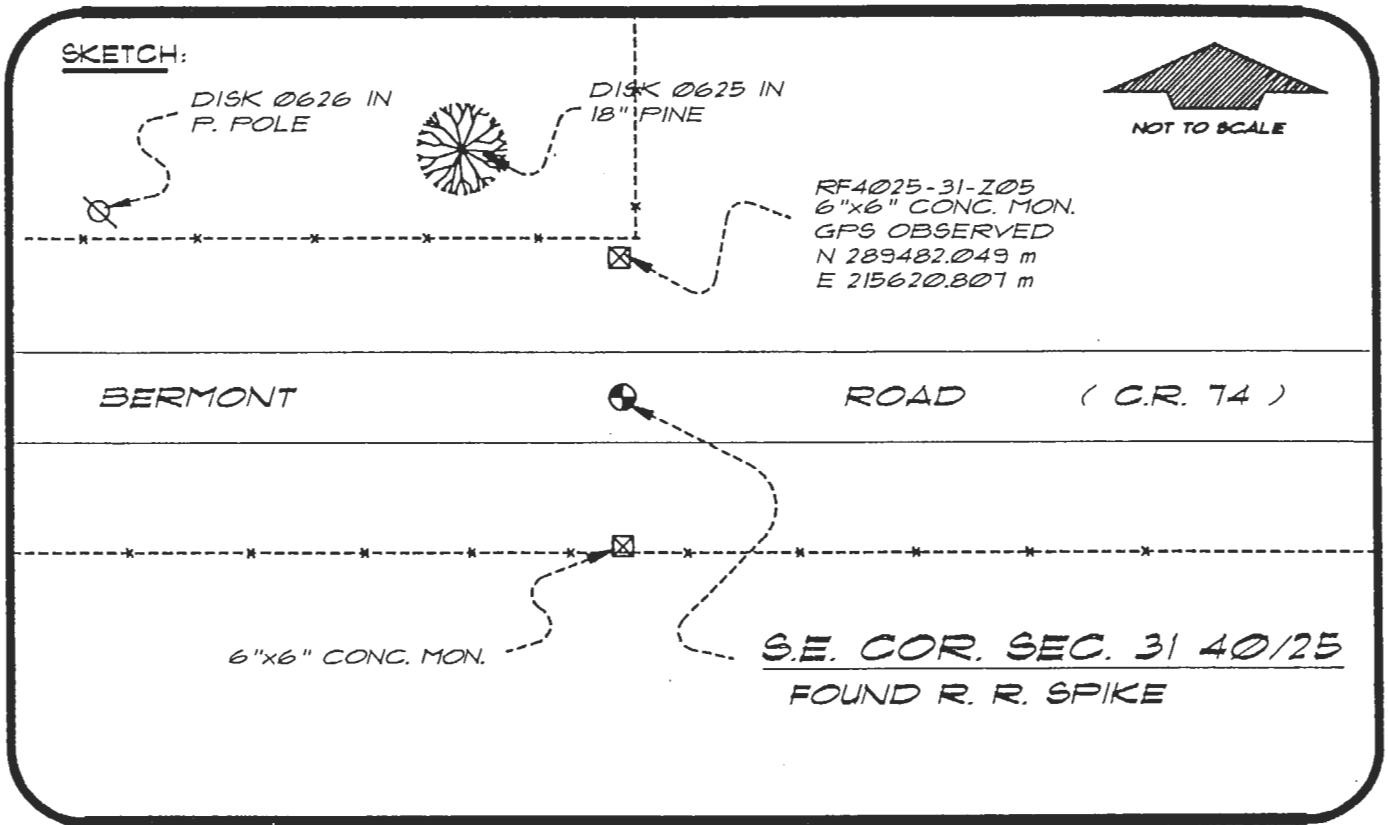 SKETCH:
DISK Ø626 IN
P. POLE
DISK Ø625 IN
18" PINE
NOT TO SCALE
RF4Ø25-31-ZØ5
6"x6" CONC. MON.
GPS OBSERVED
N 289482.Ø49 m
E 21562Ø.8Ø7 m
BERMONT ROAD ( C.R. 74 )
6"x6" CONC. MON.
S.E. COR. SEC. 31 4Ø/25
FOUND R. R. SPIKE